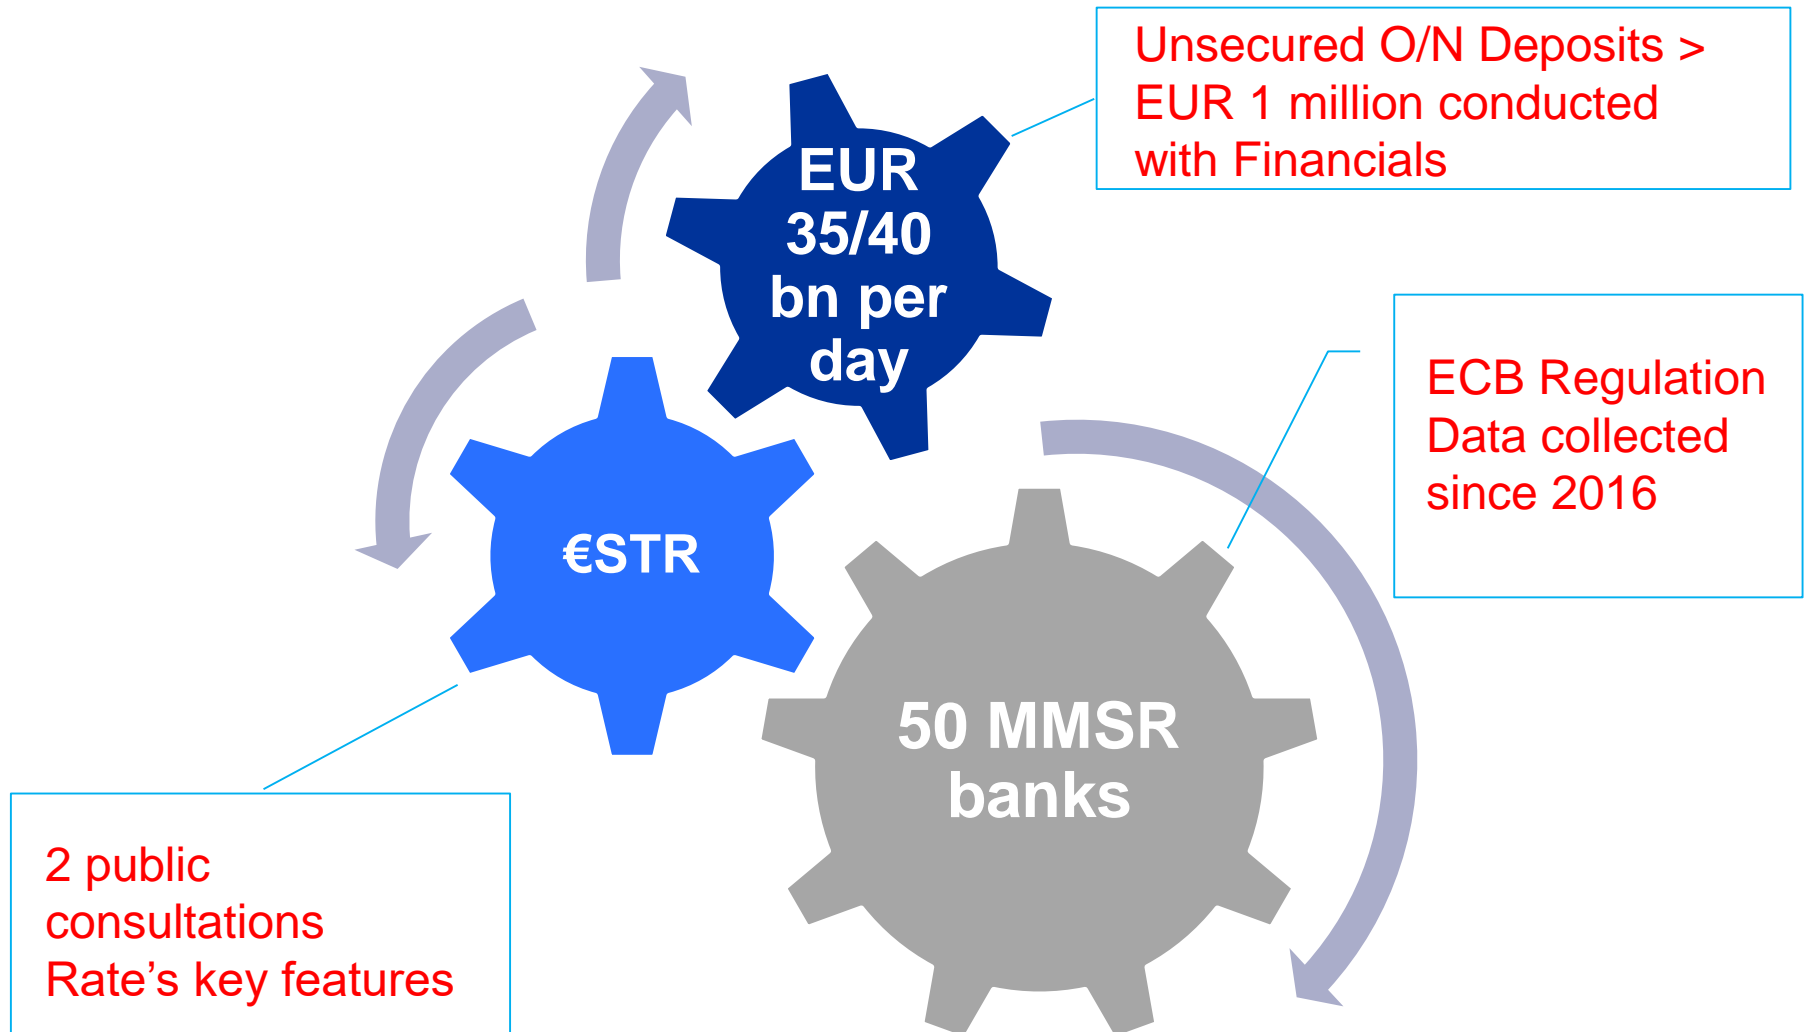 Unsecured O/N Deposits >
EUR 1 million conducted
with Financials
EUR
35/40
bn per
day
ECB Regulation
Data collected
since 2016
€STR
50 MMSR
banks
2 public
consultations
Rate’s key features